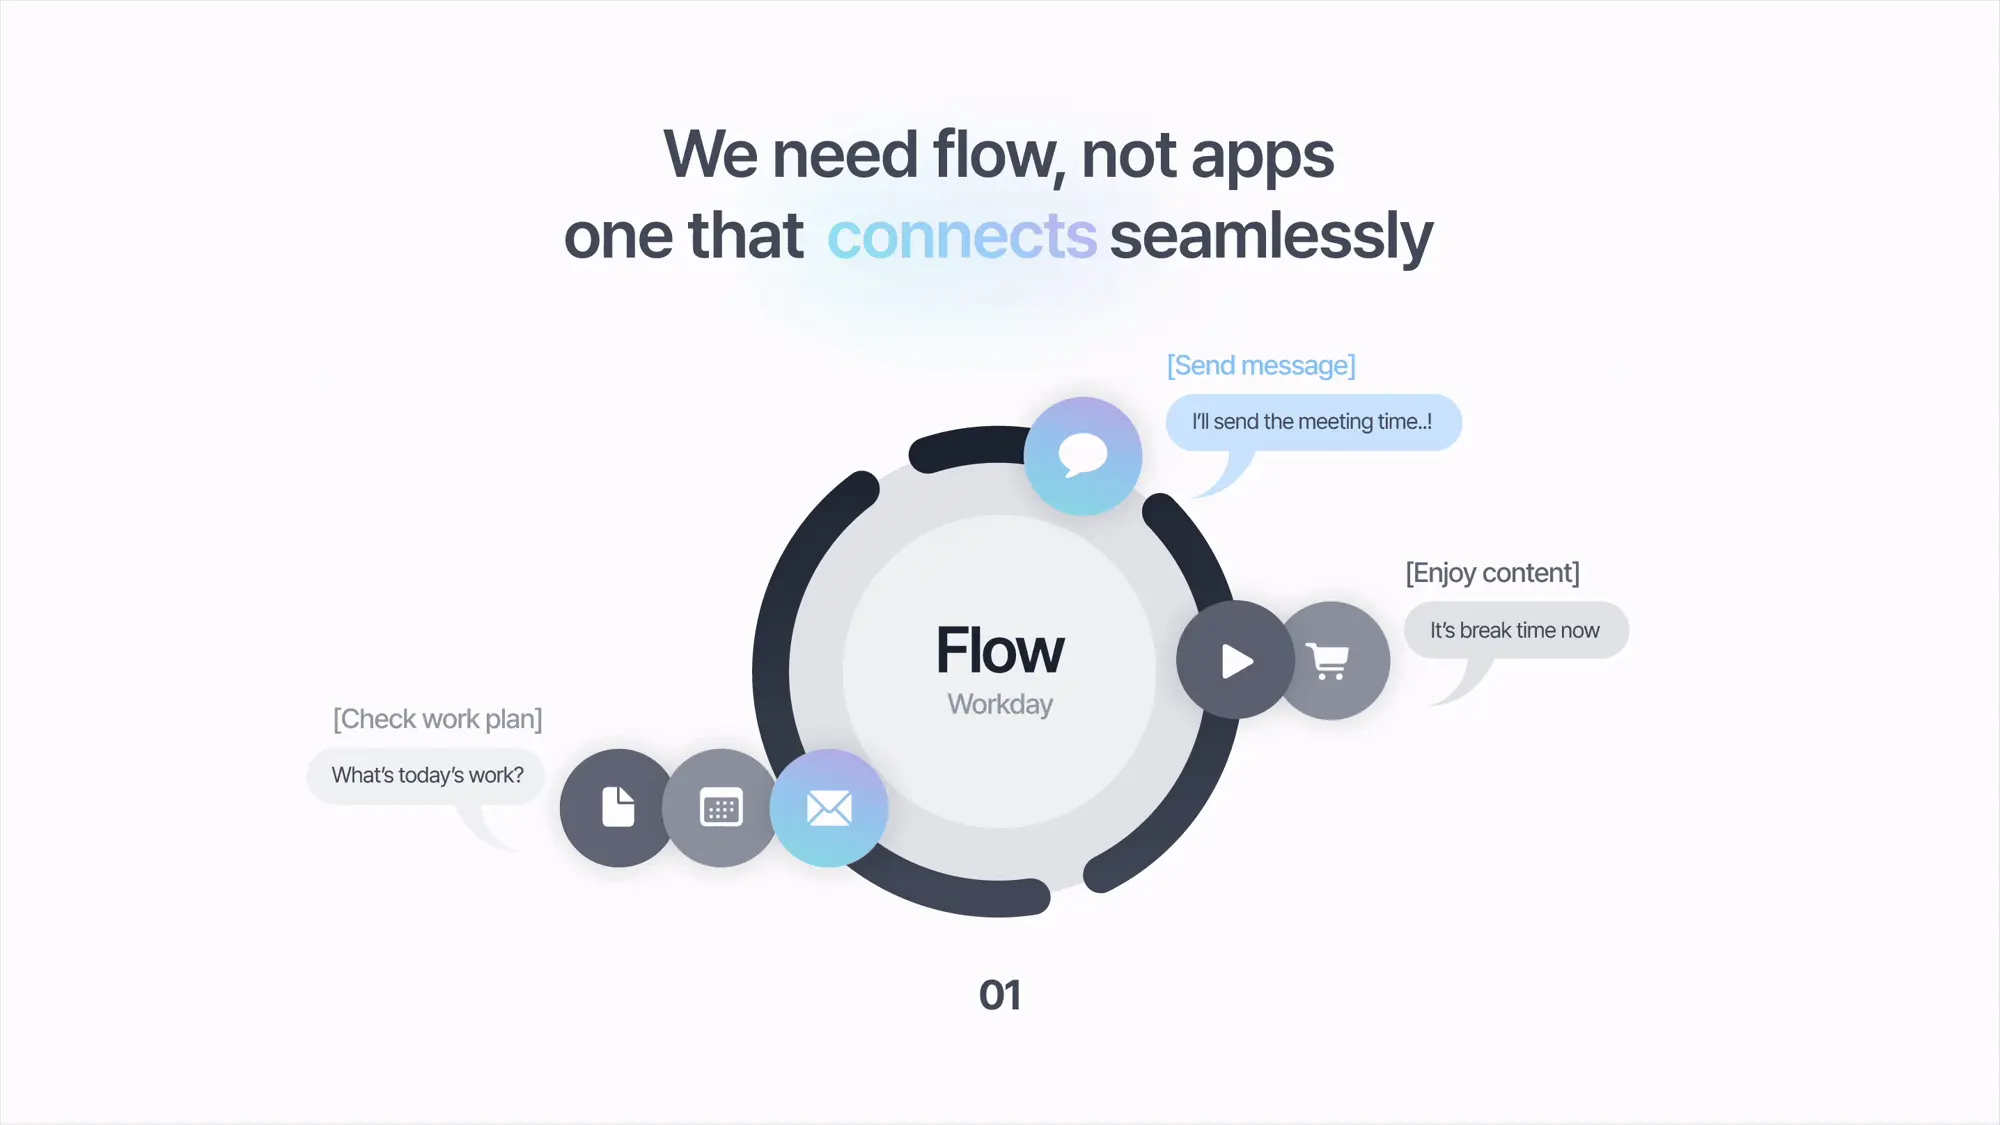 We need flow, not apps
one that connects seamlessly
[Send message]
I'll send the meeting time..!
[Enjoy content]
It's break time now
Flow
Workday
[Check work plan]
What's today's work?
01